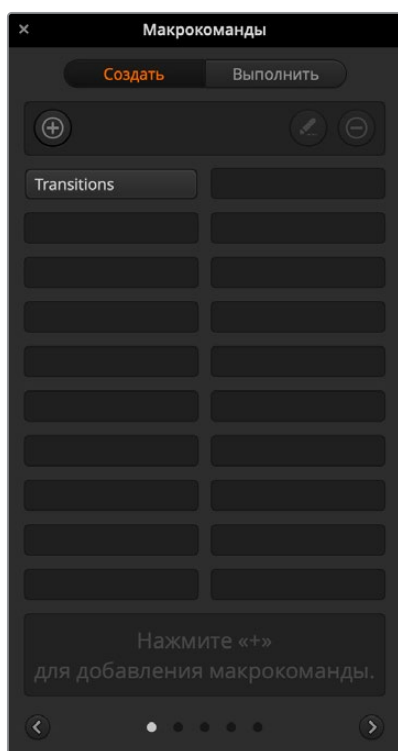 Макрокоманды
Создать Выполнить
Transitions
Нажмите «+»
для добавления макрокоманды.